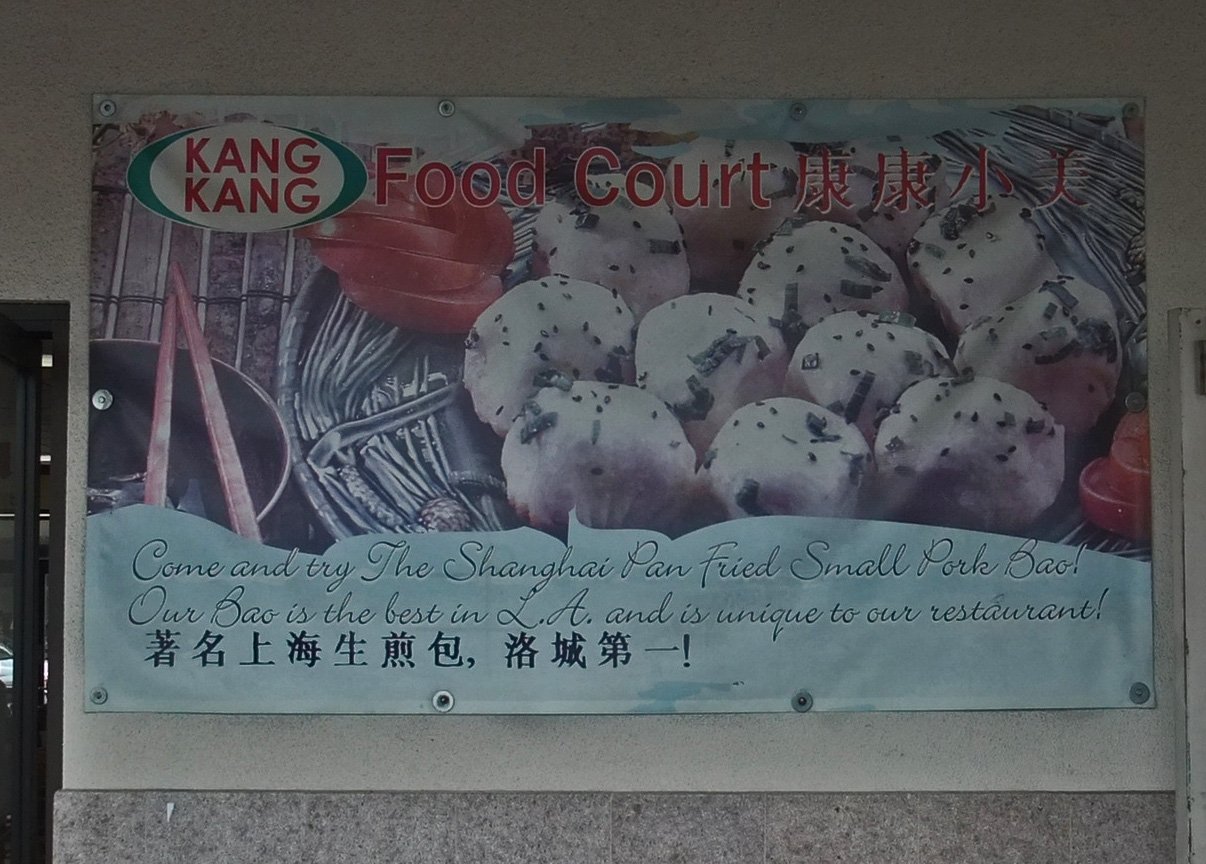 KANG
KANG
Food Court 康康小美
Come and try The Shanghai Pan Fried Small Pork Bao!
Our Bao is the best in L.A. and is unique to our restaurant!
著名上海生煎包, 洛城第一!